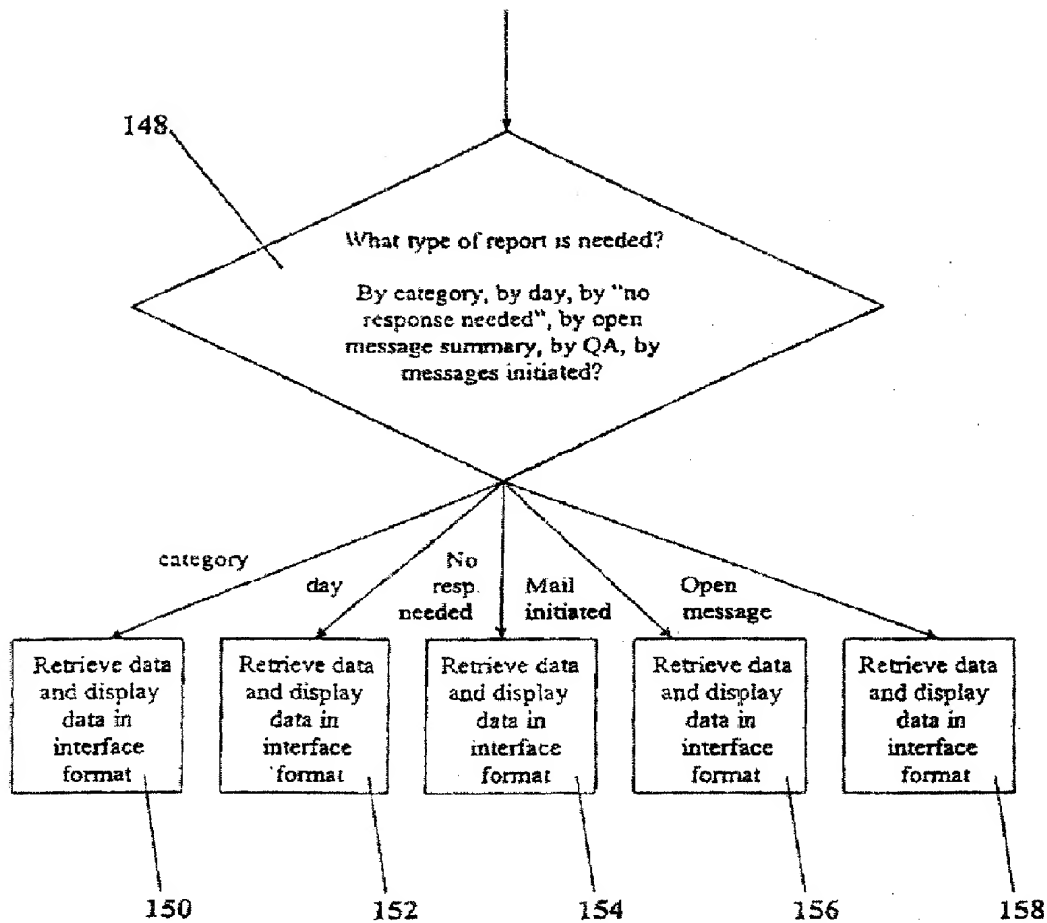 148
What type of report is needed?
By category, by day, by "no
response needed", by open
message summary, by QA, by
messages initiated?
category
day
No
resp.
needed
Mail
initiated
Open
message
Retrieve data
and display
data in
interface
format
Retrieve data
and display
data in
interface
format
Retrieve data
and display
data in
interface
format
Retrieve data
and display
data in
interface
format
Retrieve data
and display
data in
interface
format
150
152
154
156
158